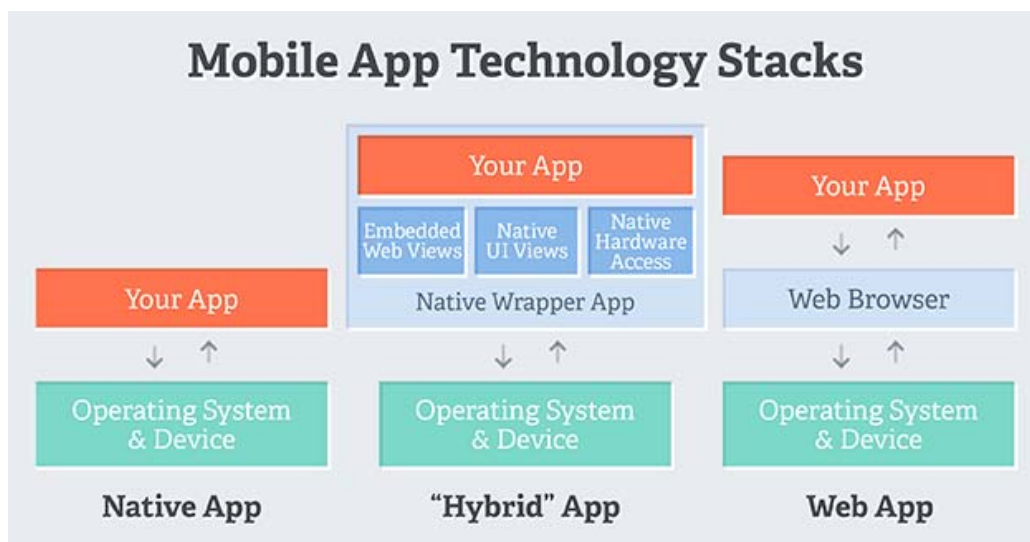 Mobile App Technology Stacks
Your App
Operating System
& Device
Native App
Your App
Embedded
Web Views
Native
UI Views
Native
Hardware
Access
Native Wrapper App
Operating System
& Device
“Hybrid” App
Your App
Web Browser
Operating System
& Device
Web App